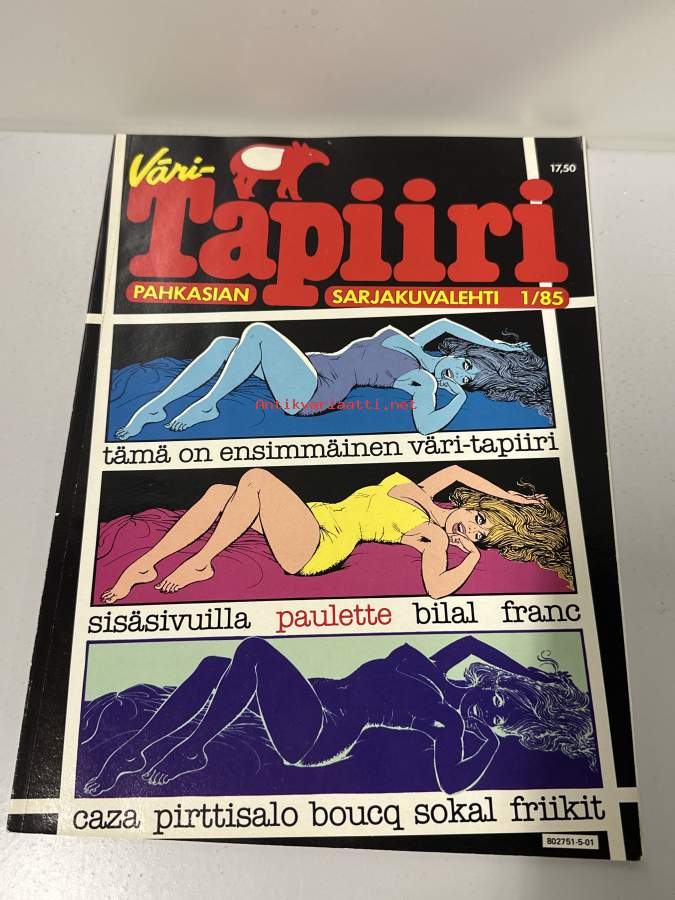 Väri-
Tapiiri
17,50
PAHKASIAN SARJAKUVALEHTI 1/85
Antikvariaatti.net
tämä on ensimmäinen väri-tapiiri
sisäsivuilla paulette bilal franc
caza pirttisalo boucq sokal friikit
802751-5-01